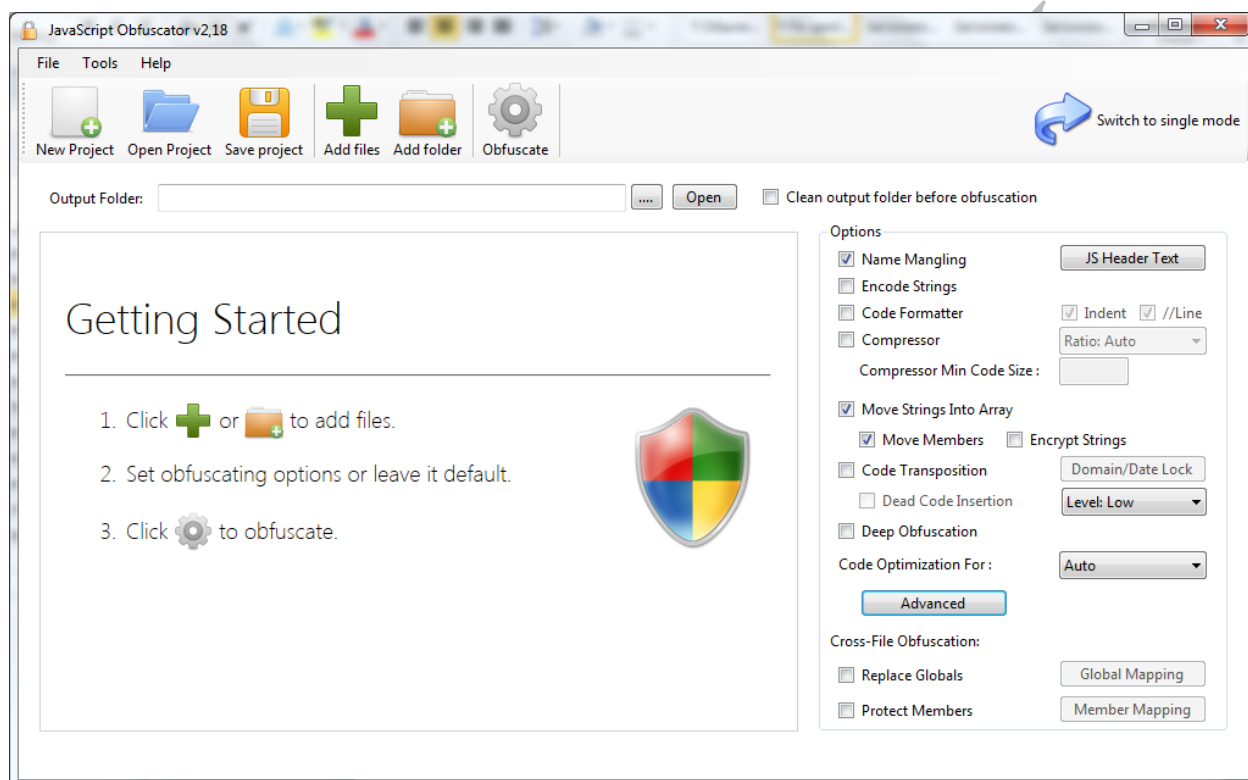 JavaScript Obfuscator v2,18
File Tools Help
New Project Open Project Save project Add files Add folder Obfuscate
Switch to single mode
Output Folder: .... Open Clean output folder before obfuscation
Getting Started
1. Click or to add files.
2. Set obfuscating options or leave it default.
3. Click to obfuscate.
Options
Name Mangling JS Header Text
Encode Strings
Code Formatter Indent //Line
Compressor Ratio: Auto
Compressor Min Code Size :
Move Strings Into Array
Move Members Encrypt Strings
Code Transposition Domain/Date Lock
Dead Code Insertion Level: Low
Deep Obfuscation
Code Optimization For : Auto
Advanced
Cross-File Obfuscation:
Replace Globals Global Mapping
Protect Members Member Mapping